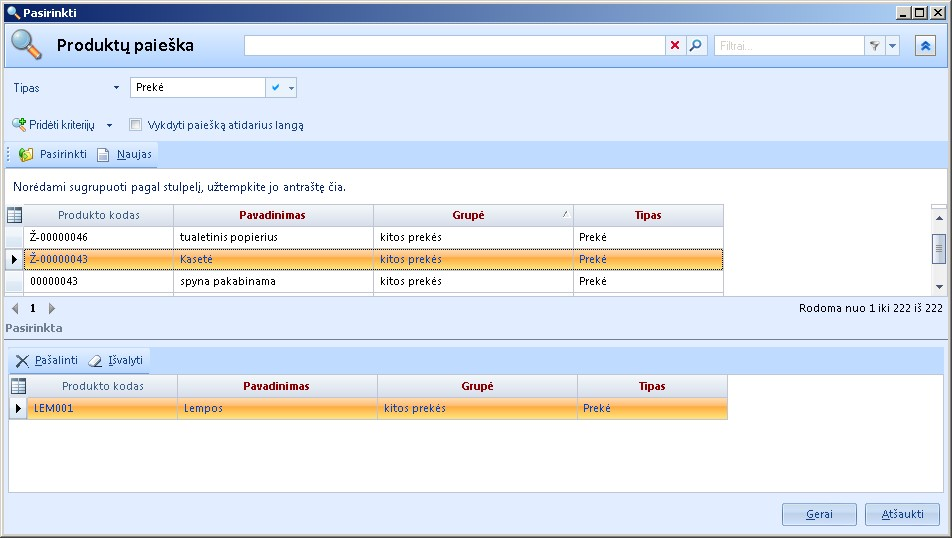 Pasirinkti
Produktų paieška
Filtrai...
Tipas Prekė
Pridėti kriterijų Vykdyti paiešką atidarius langą
Pasirinkti Naujas
Norėdami sugrupuoti pagal stulpelį, užtempkite jo antraštę čia.
Produkto kodas Pavadinimas Grupė Tipas
Ž-00000046 tualetinis popierius kitos prekės Prekė
Ž-00000043 Kasetė kitos prekės Prekė
00000043 spyna pakabinama kitos prekės Prekė
1 Rodoma nuo 1 iki 222 iš 222
Pasirinkta
Pašalinti Išvalyti
Produkto kodas Pavadinimas Grupė Tipas
LEM001 Lempos kitos prekės Prekė
Gerai Atšaukti